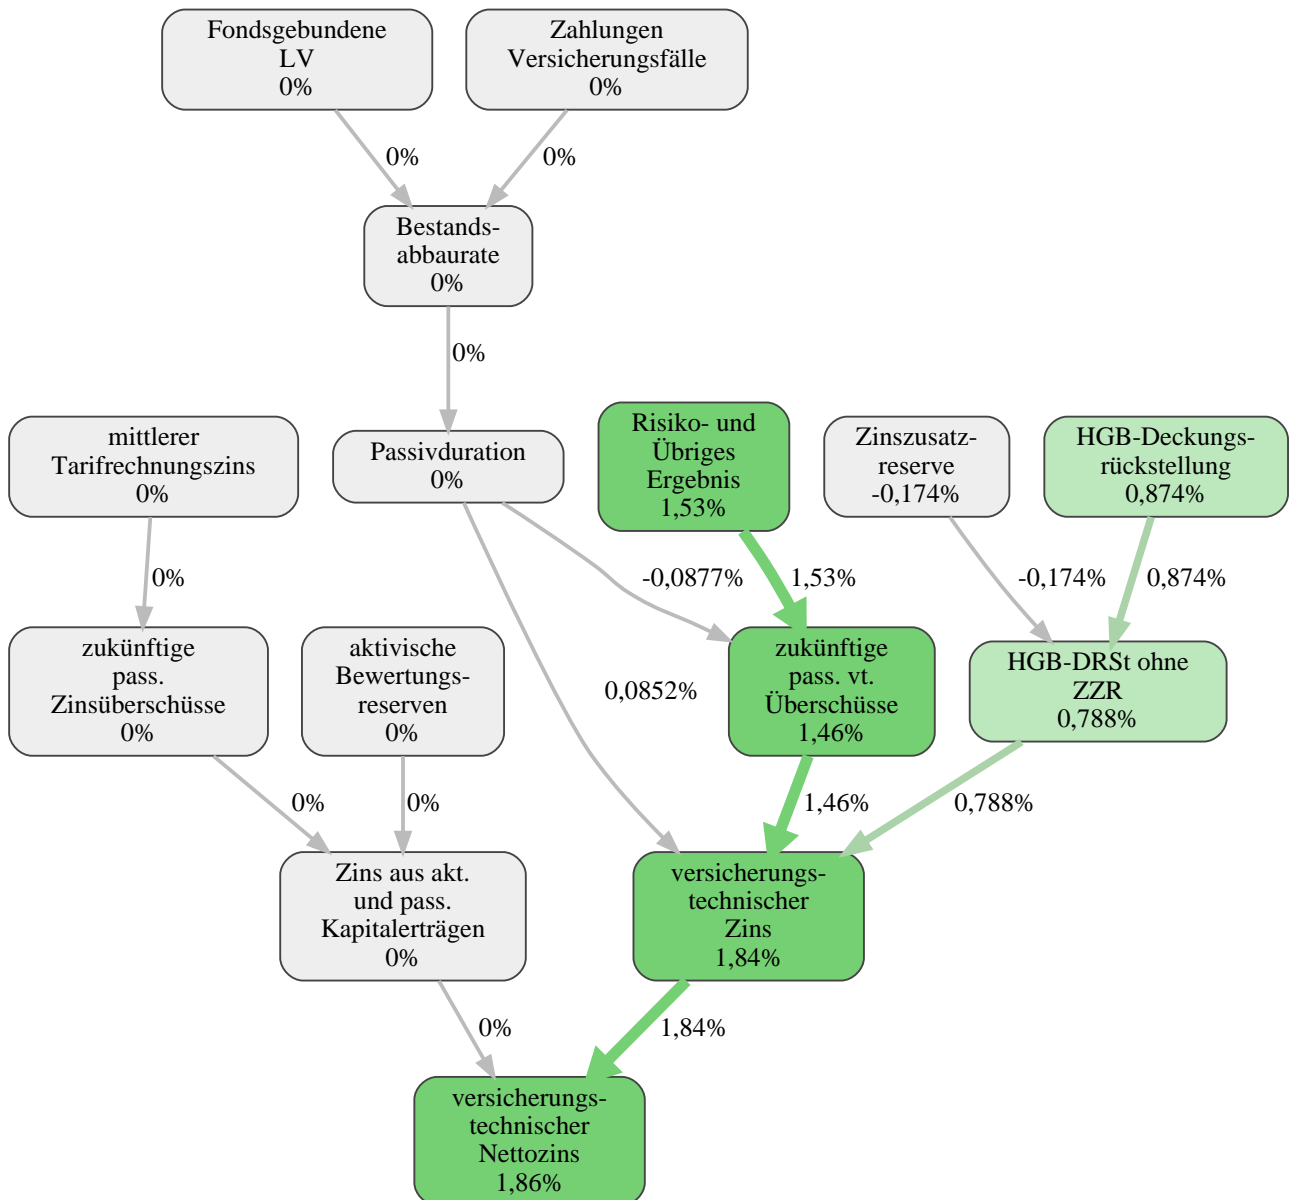 Fondsgebundene
LV
0%
Zahlungen
Versicherungsfälle
0%
0%
0%
Bestands-
abbaurate
0%
0%
mittlerer
Tarifrechnungszins
0%
Passivduration
0%
Risiko- und
Übriges
Ergebnis
1,53%
Zinszusatz-
reserve
-0,174%
HGB-Deckungs-
rückstellung
0,874%
0%
-0,0877%
1,53%
-0,174%
0,874%
zukünftige
pass.
Zinsüberschüsse
0%
aktivische
Bewertungs-
reserven
0%
0,0852%
zukünftige
pass. vt.
Überschüsse
1,46%
HGB-DRSt ohne
ZZR
0,788%
0%
0%
1,46%
0,788%
Zins aus akt.
und pass.
Kapitalerträgen
0%
versicherungs-
technischer
Zins
1,84%
0%
1,84%
versicherungs-
technischer
Nettozins
1,86%